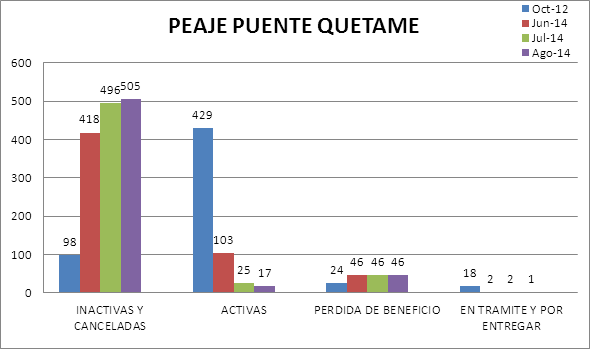 PEAJE PUENTE QUETAME
Oct-12
Jun-14
Jul-14
Ago-14
600
500
400
300
200
100
0
98
418
496
505
429
103
25
17
24
46
46
46
18
2
2
1
INACTIVAS Y
CANCELADAS
ACTIVAS
PERDIDA DE BENEFICIO
EN TRAMITE Y POR
ENTREGAR